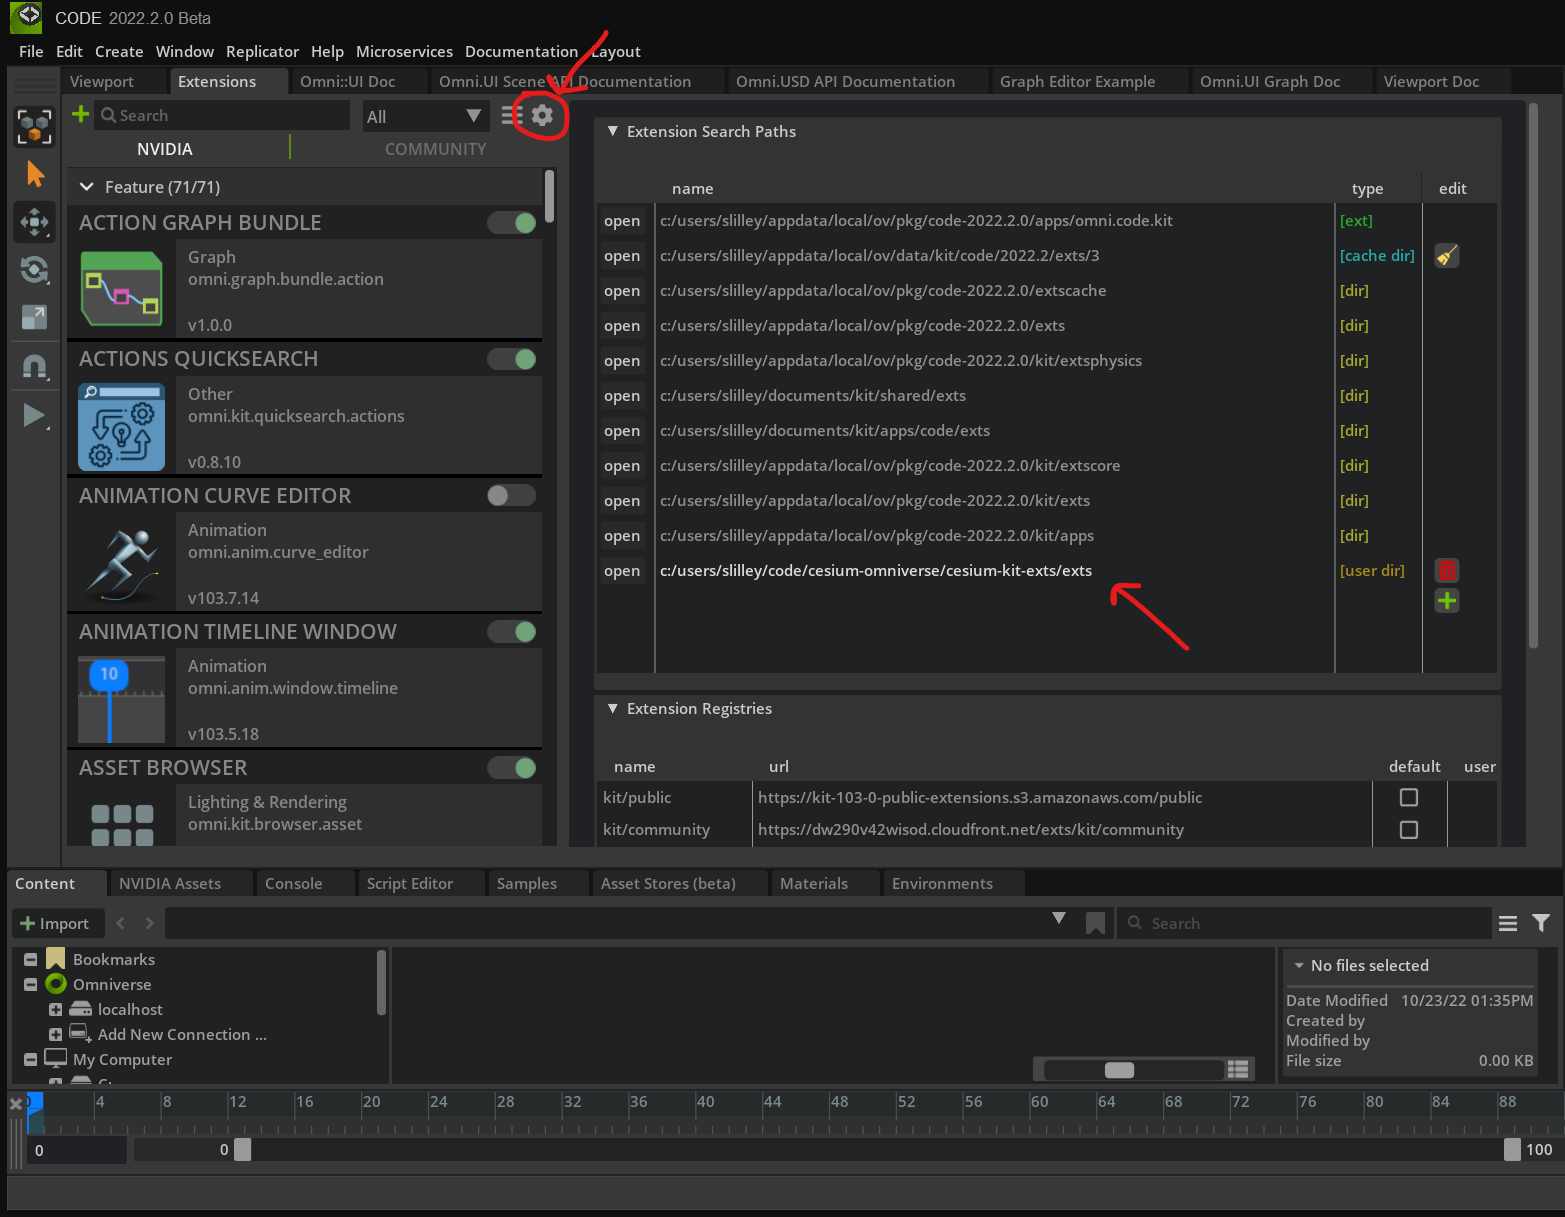 CODE 2022.2.0 Beta
File Edit Create Window Replicator Help Microservices Documentation Layout
Viewport Extensions Omni::UI Doc Omni.UI Scene API Documentation Omni.USD API Documentation Graph Editor Example Omni.UI Graph Doc Viewport Doc
Search All
NVIDIA COMMUNITY
Feature (71/71)
ACTION GRAPH BUNDLE
Graph
omni.graph.bundle.action
v1.0.0
ACTIONS QUICKSEARCH
Other
omni.kit.quicksearch.actions
v0.8.10
ANIMATION CURVE EDITOR
Animation
omni.anim.curve_editor
v103.7.14
ANIMATION TIMELINE WINDOW
10
Animation
omni.anim.window.timeline
v103.5.18
ASSET BROWSER
Lighting & Rendering
omni.kit.browser.asset
Extension Search Paths
name type edit
open c:/users/slilley/appdata/local/ov/pkg/code-2022.2.0/apps/omni.code.kit [ext]
open c:/users/slilley/appdata/local/ov/data/kit/code/2022.2/exts/3 [cache dir]
open c:/users/slilley/appdata/local/ov/pkg/code-2022.2.0/extscache [dir]
open c:/users/slilley/appdata/local/ov/pkg/code-2022.2.0/exts [dir]
open c:/users/slilley/appdata/local/ov/pkg/code-2022.2.0/kit/extsphysics [dir]
open c:/users/slilley/documents/kit/shared/exts [dir]
open c:/users/slilley/documents/kit/apps/code/exts [dir]
open c:/users/slilley/appdata/local/ov/pkg/code-2022.2.0/kit/extscore [dir]
open c:/users/slilley/appdata/local/ov/pkg/code-2022.2.0/kit/exts [dir]
open c:/users/slilley/appdata/local/ov/pkg/code-2022.2.0/kit/apps [dir]
open c:/users/slilley/code/cesium-omniverse/cesium-kit-exts/exts [user dir]
Extension Registries
name url default user
kit/public https://kit-103-0-public-extensions.s3.amazonaws.com/public
kit/community https://dw290v42wisod.cloudfront.net/exts/kit/community
Content NVIDIA Assets Console Script Editor Samples Asset Stores (beta) Materials Environments
Import Search
Bookmarks
Omniverse
localhost
Add New Connection ...
My Computer
No files selected
Date Modified 10/23/22 01:35PM
Created by
Modified by
File size 0.00 KB
0 4 8 12 16 20 24 28 32 36 40 44 48 52 56 60 64 68 72 76 80 84 88
0 0 100